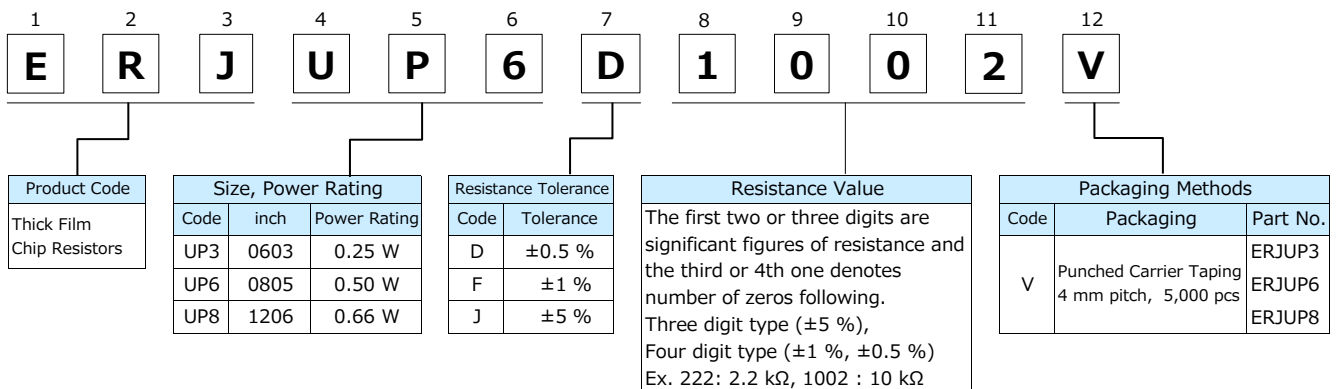 1 2 3 4 5 6 7 8 9 10 11 12
E R J U P 6 D 1 0 0 2 V
Product Code
Thick Film
Chip Resistors
Size, Power Rating
Code inch Power Rating
UP3 0603 0.25 W
UP6 0805 0.50 W
UP8 1206 0.66 W
Resistance Tolerance
Code Tolerance
D ±0.5 %
F ±1 %
J ±5 %
Resistance Value
The first two or three digits are
significant figures of resistance and
the third or 4th one denotes
number of zeros following.
Three digit type (±5 %),
Four digit type (±1 %, ±0.5 %)
Ex. 222: 2.2 kΩ, 1002 : 10 kΩ
Packaging Methods
Code Packaging Part No.
V
Punched Carrier Taping
4 mm pitch, 5,000 pcs
ERJUP3
ERJUP6
ERJUP8